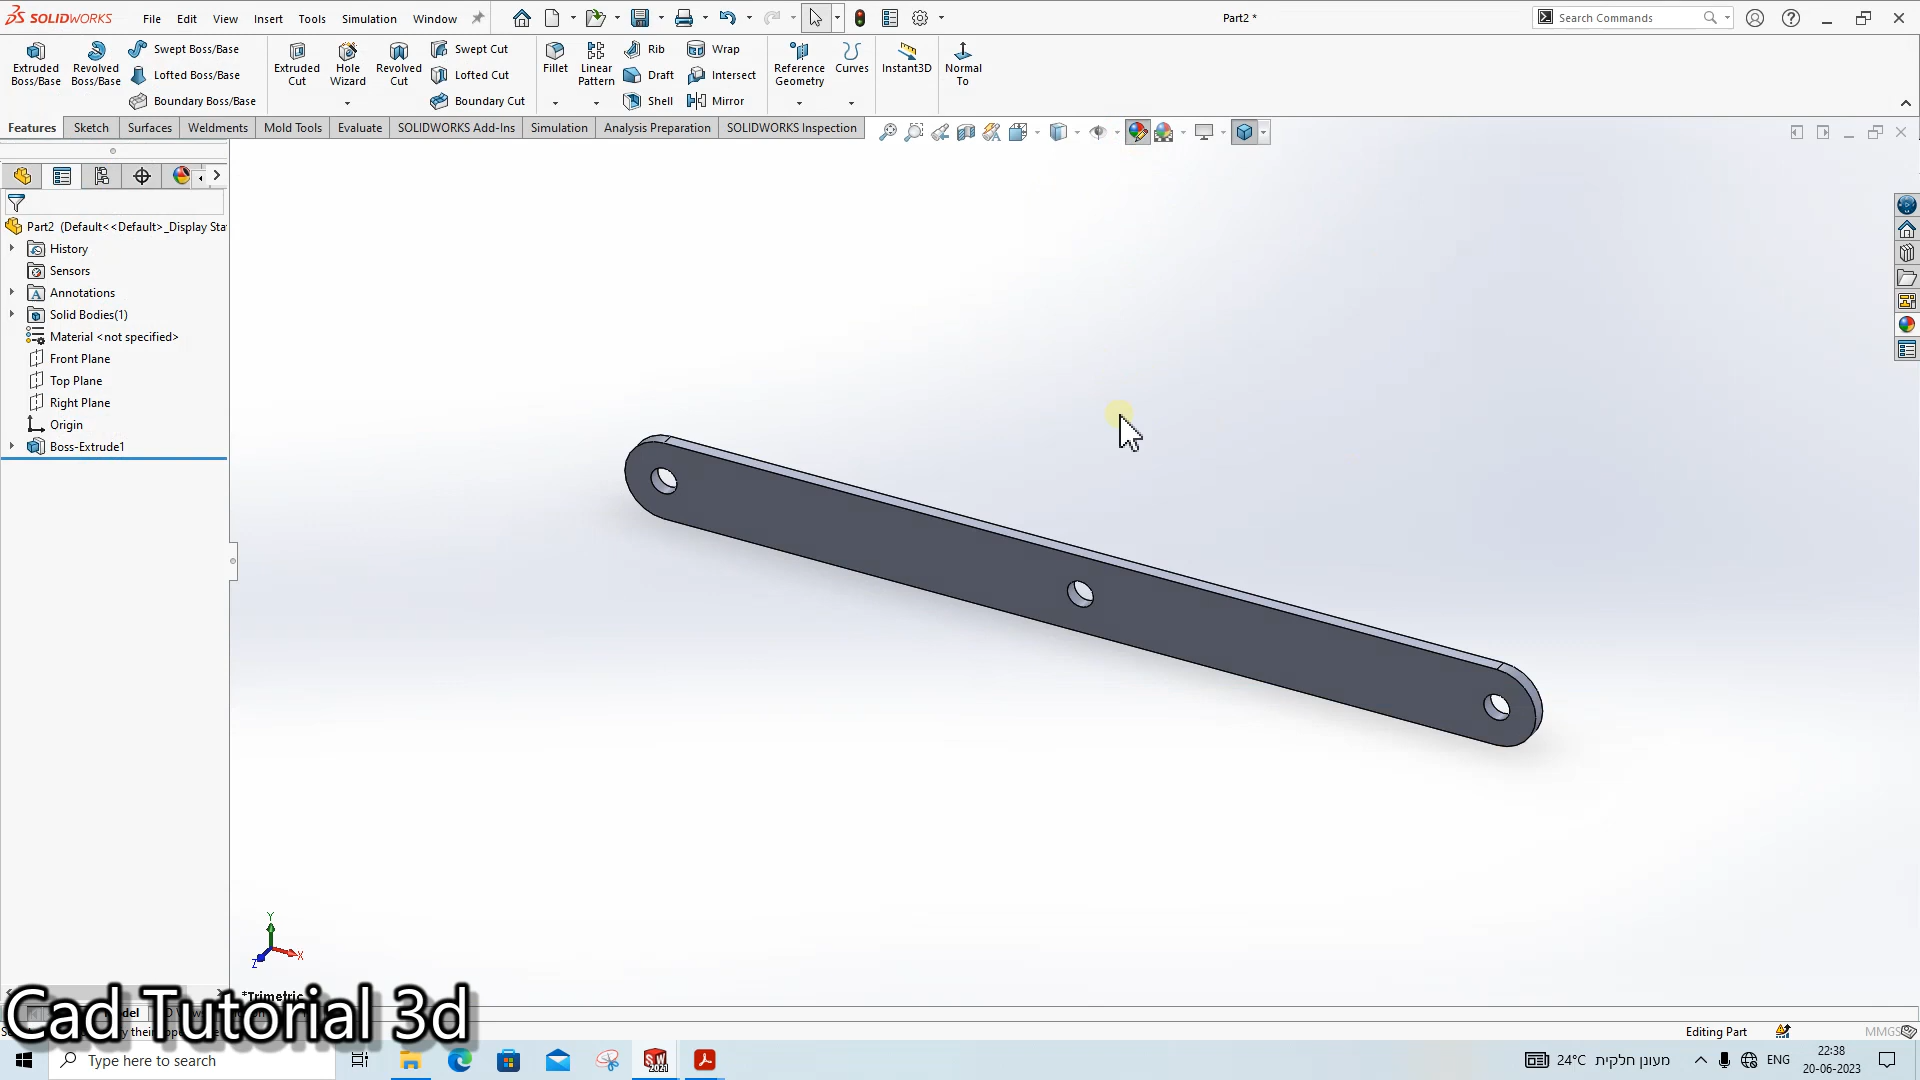 SOLIDWORKS File Edit View Insert Tools Simulation Window Part2 * Search Commands
Extruded Boss/Base
Revolved Boss/Base
Swept Boss/Base
Lofted Boss/Base
Boundary Boss/Base
Extruded Cut
Hole Wizard
Revolved Cut
Swept Cut
Lofted Cut
Boundary Cut
Fillet
Linear Pattern
Rib
Draft
Shell
Wrap
Intersect
Mirror
Reference Geometry
Curves
Instant3D
Normal To
Features Sketch Surfaces Weldments Mold Tools Evaluate SOLIDWORKS Add-Ins Simulation Analysis Preparation SOLIDWORKS Inspection
Part2 (Default<<Default>_Display Sta
History
Sensors
Annotations
Solid Bodies(1)
Material <not specified>
Front Plane
Top Plane
Right Plane
Origin
Boss-Extrude1
Y
X
Z
*Trimetric
Cad Tutorial 3d
Editing Part MMGS
Type here to search
SW
2021
24°C מעונן חלקית ENG
22:38
20-06-2023